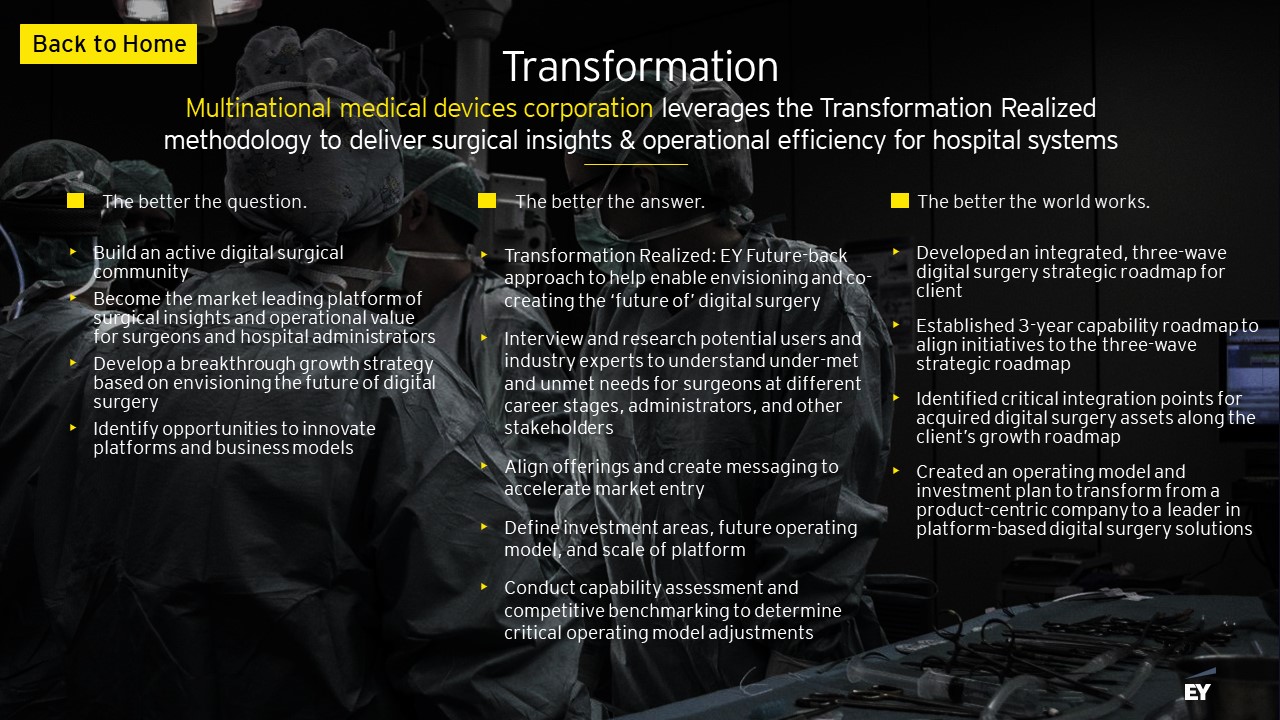 Back to Home
Transformation
Multinational medical devices corporation leverages the Transformation Realized
methodology to deliver surgical insights & operational efficiency for hospital systems
The better the question.
Build an active digital surgical
community
Become the market leading platform of
surgical insights and operational value
for surgeons and hospital administrators
Develop a breakthrough growth strategy
based on envisioning the future of digital
surgery
Identify opportunities to innovate
platforms and business models
The better the answer.
Transformation Realized: EY Future-back
approach to help enable envisioning and co-
creating the ‘future of’ digital surgery
Interview and research potential users and
industry experts to understand under-met
and unmet needs for surgeons at different
career stages, administrators, and other
stakeholders
Align offerings and create messaging to
accelerate market entry
Define investment areas, future operating
model, and scale of platform
Conduct capability assessment and
competitive benchmarking to determine
critical operating model adjustments
The better the world works.
Developed an integrated, three-wave
digital surgery strategic roadmap for
client
Established 3-year capability roadmap to
align initiatives to the three-wave
strategic roadmap
Identified critical integration points for
acquired digital surgery assets along the
client's growth roadmap
Created an operating model and
investment plan to transform from a
product-centric company to a leader in
platform-based digital surgery solutions
EY